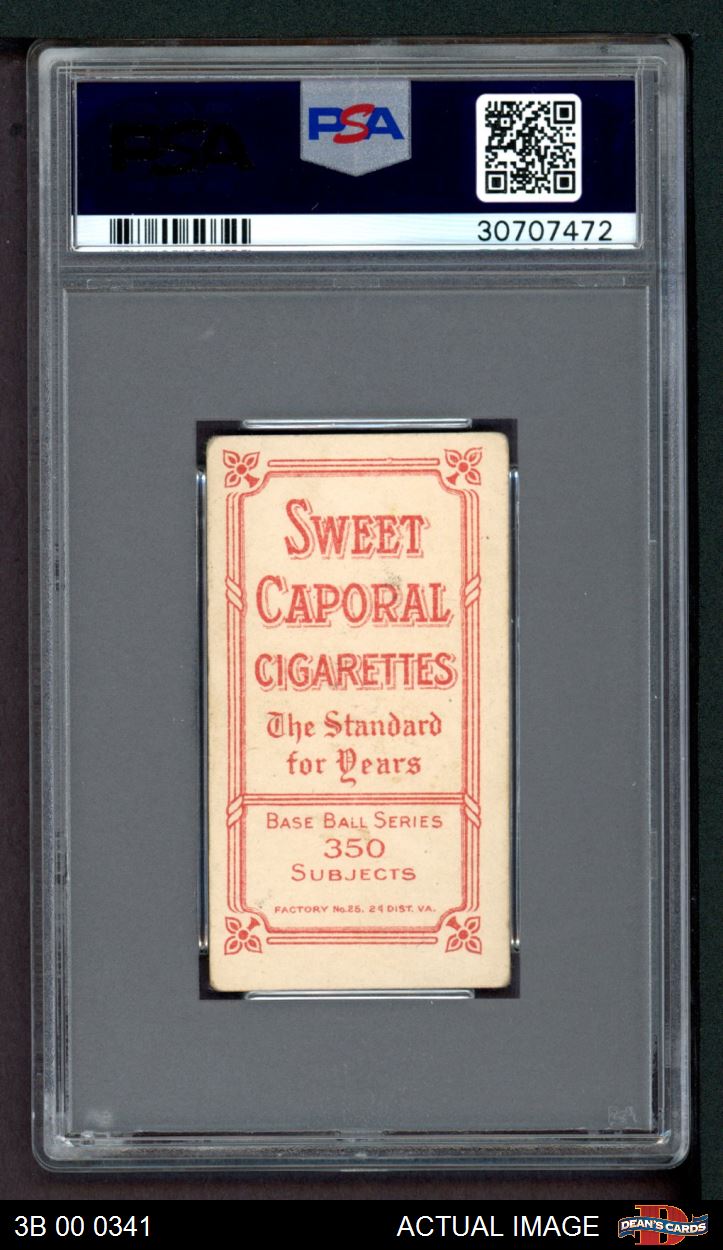 PSA
PSA
30707472
SWEET
CAPORAL
CIGARETTES
The Standard
for Years
BASE BALL SERIES
350
SUBJECTS
FACTORY No. 25. 2d DIST. VA.
PSA
3B 00 0341
ACTUAL IMAGE
DEAN'S CARDS